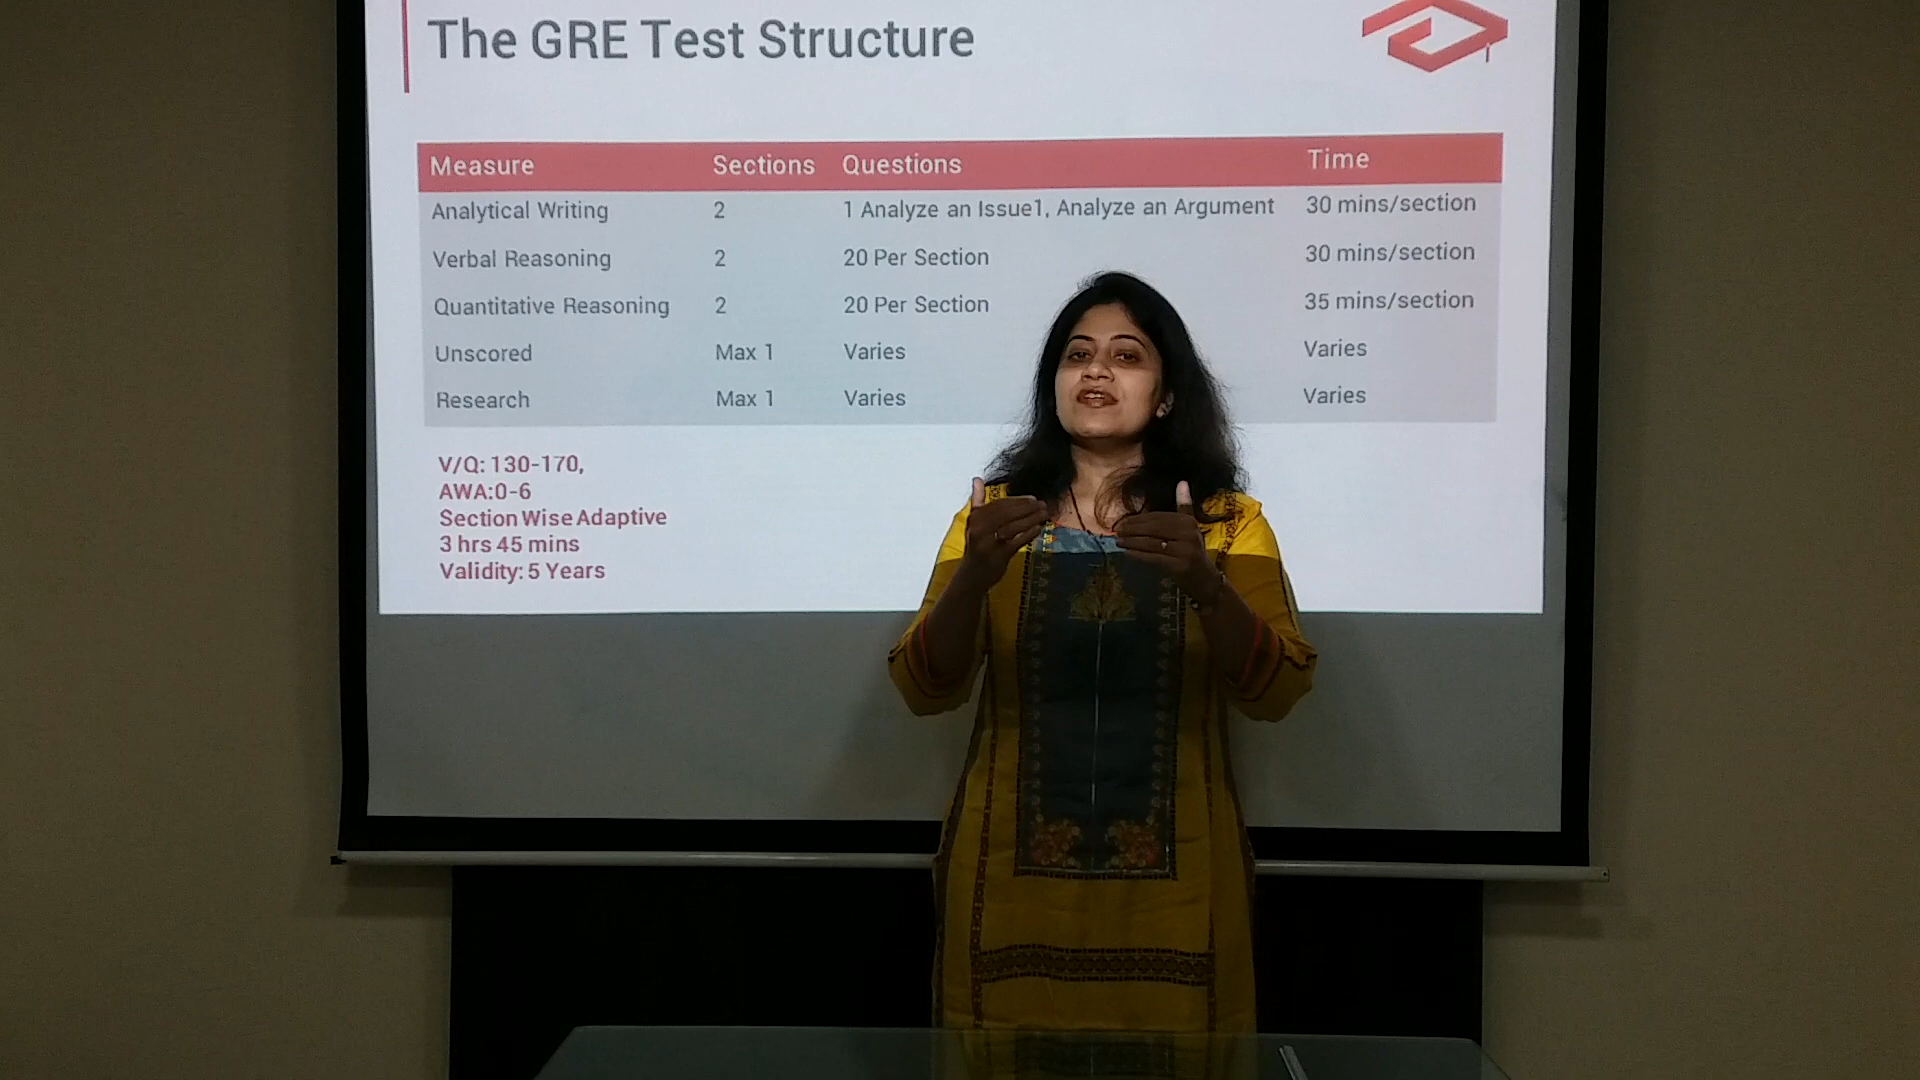 The GRE Test Structure
Measure Sections Questions Time
Analytical Writing 2 1 Analyze an Issue1, Analyze an Argument 30 mins/section
Verbal Reasoning 2 20 Per Section 30 mins/section
Quantitative Reasoning 2 20 Per Section 35 mins/section
Unscored Max 1 Varies Varies
Research Max 1 Varies Varies
V/Q: 130-170,
AWA:0-6
Section Wise Adaptive
3 hrs 45 mins
Validity: 5 Years